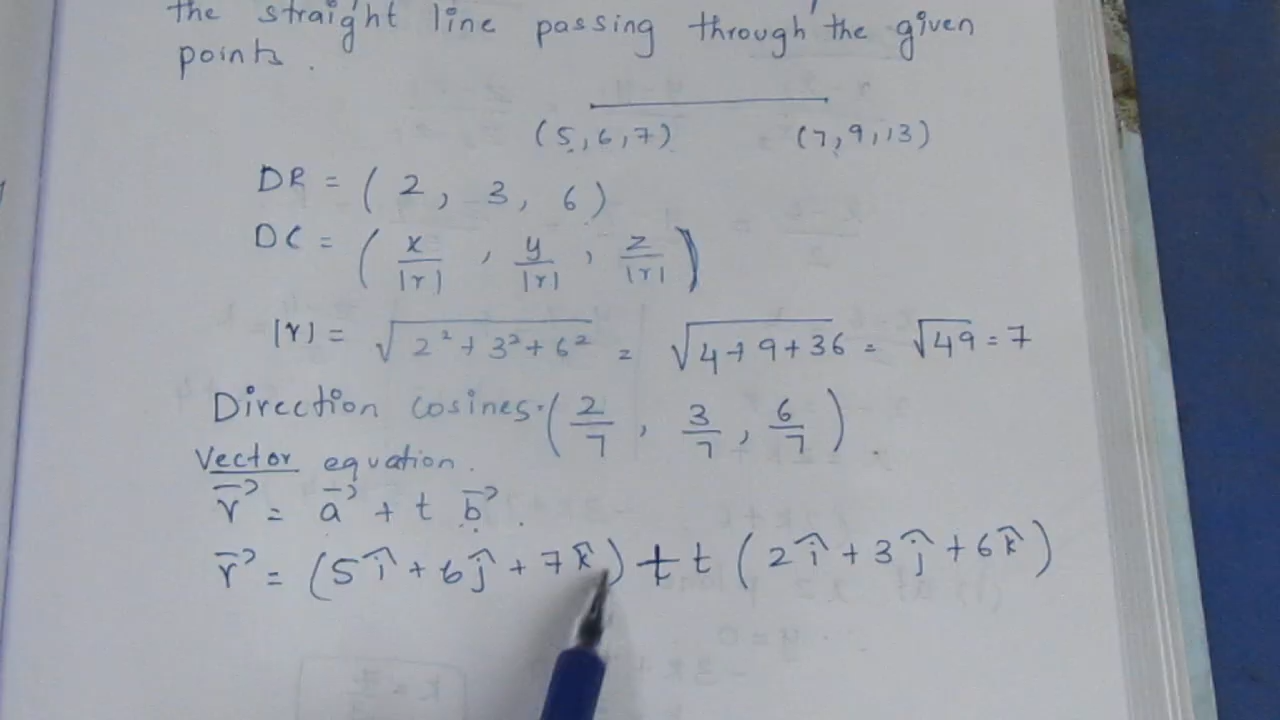 the straight line passing through the given
points.
(5,6,7) (7,9,13)
DR = (2, 3, 6)
DC = (x/|r|, y/|r|, z/|r|)
|r| = √(2²+3²+6²) = √(4+9+36) = √49 = 7
Direction cosines.(2/7, 3/7, 6/7).
Vector equation.
r⃗ = a⃗ + t b⃗.
r⃗ = (5î + 6ĵ + 7k̂) + t (2î + 3ĵ + 6k̂)